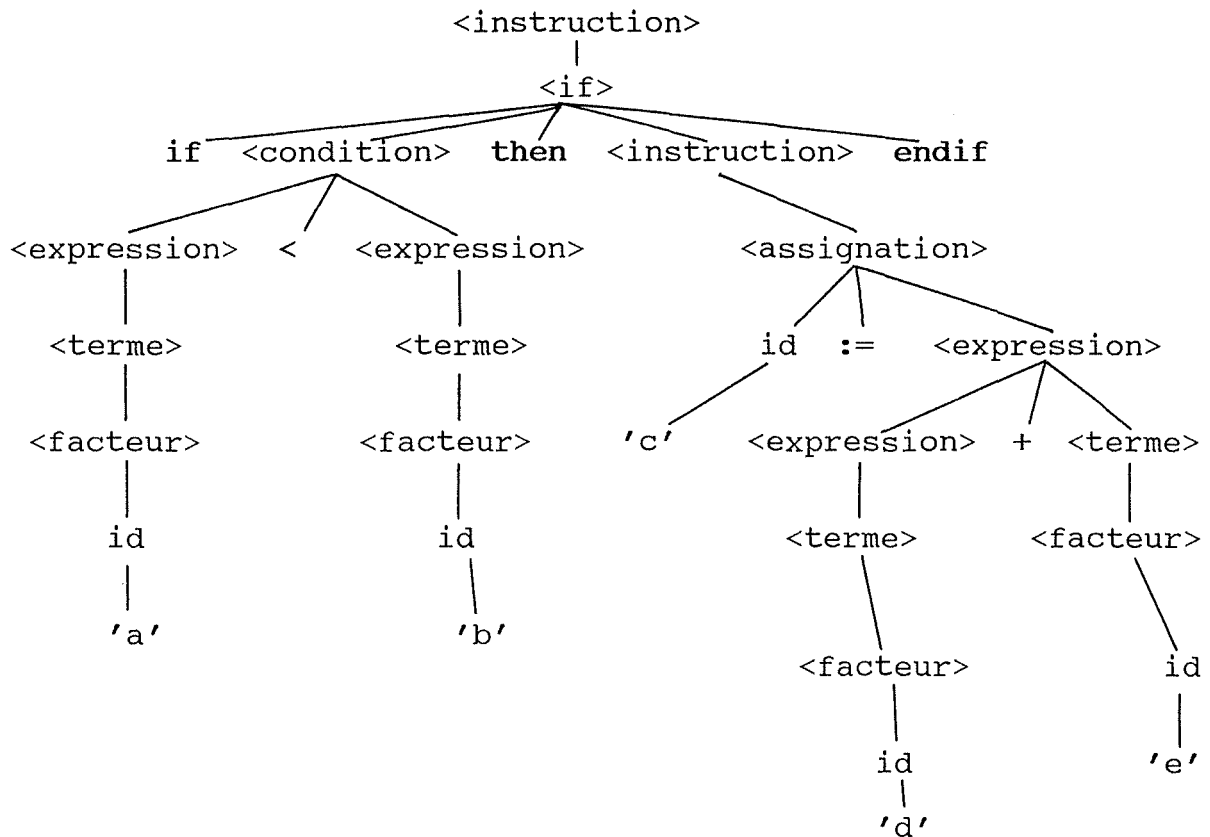 <instruction>
<if>
if <condition> then <instruction> endif
<expression> < <expression> <assignation>
<terme> <terme> id := <expression>
<facteur> <facteur> 'c' <expression> + <terme>
id id <terme> <facteur>
'a' 'b'
<facteur> id
id 'e'
'd'